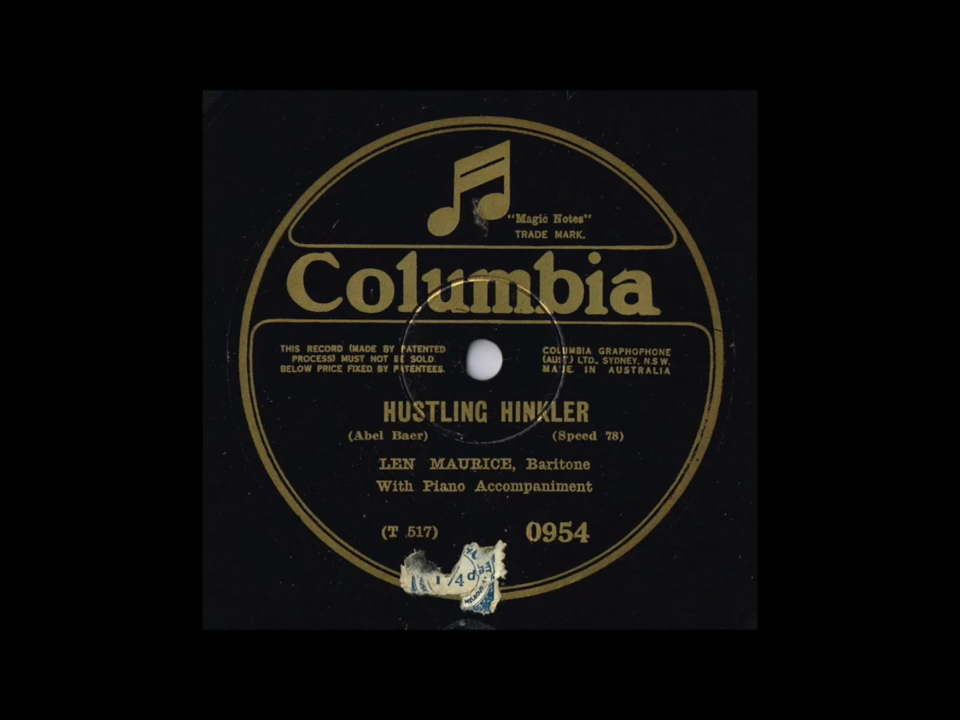 "Magic Notes"
TRADE MARK.
Columbia
THIS RECORD (MADE BY PATENTED
PROCESS) MUST NOT BE SOLD
BELOW PRICE FIXED BY PATENTEES.
COLUMBIA GRAPHOPHONE
(AUST) LTD., SYDNEY, N.S.W.
MADE IN AUSTRALIA
HUSTLING HINKLER
(Abel Baer) (Speed 78)
LEN MAURICE, Baritone
With Piano Accompaniment
(T 517) 0954